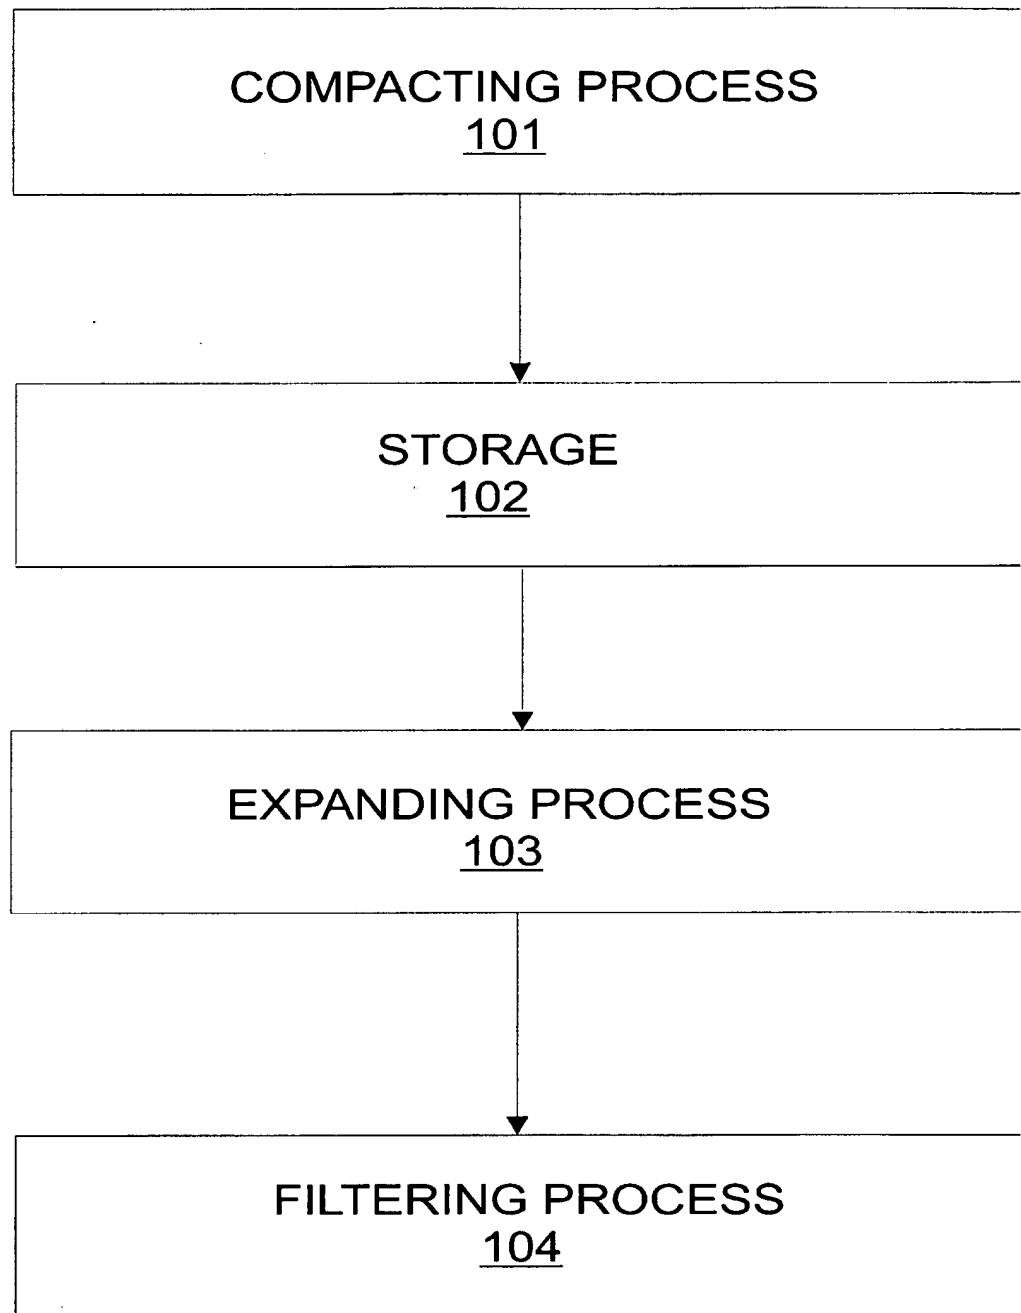 COMPACTING PROCESS
101
STORAGE
102
EXPANDING PROCESS
103
FILTERING PROCESS
104